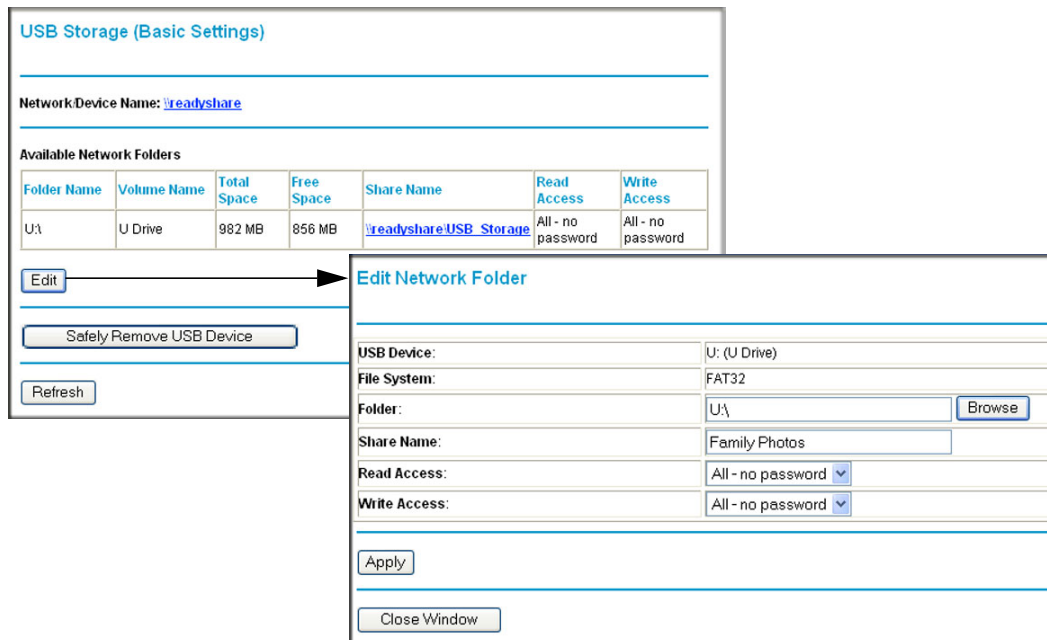 USB Storage (Basic Settings)
Network/Device Name: \\readyshare
Available Network Folders
Folder Name Volume Name Total Space Free Space Share Name Read Access Write Access
U:\ U Drive 982 MB 856 MB \\readyshare\USB_Storage All - no password All - no password
Edit
Safely Remove USB Device
Refresh
Edit Network Folder
USB Device: U: (U Drive)
File System: FAT32
Folder: U:\ Browse
Share Name: Family Photos
Read Access: All - no password
Write Access: All - no password
Apply
Close Window